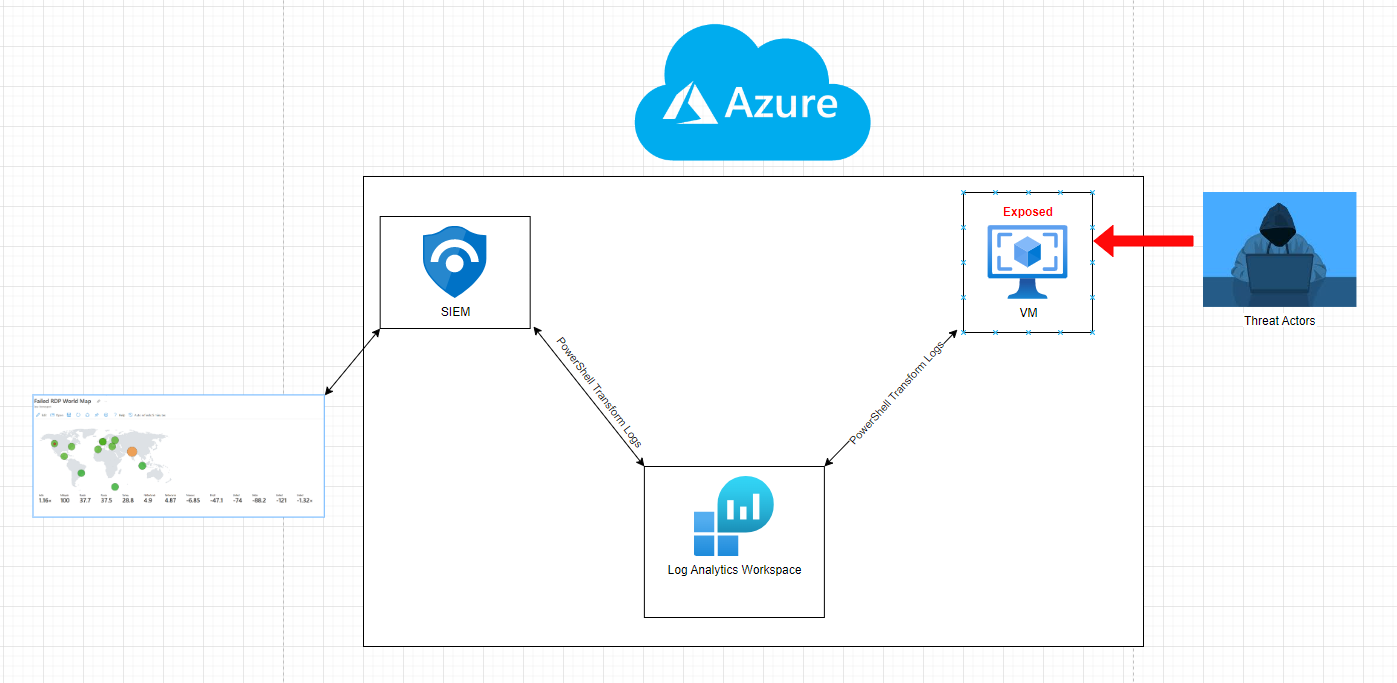 Azure
Exposed
VM
Threat Actors
SIEM
PowerShell Transform Logs
PowerShell Transform Logs
Failed RDP World Map
1.16+ 100 37.7 37.5 28.8 4.9 4.87 -6.85 -47.1 -74 -88.2 -121 -1.32+
Log Analytics Workspace